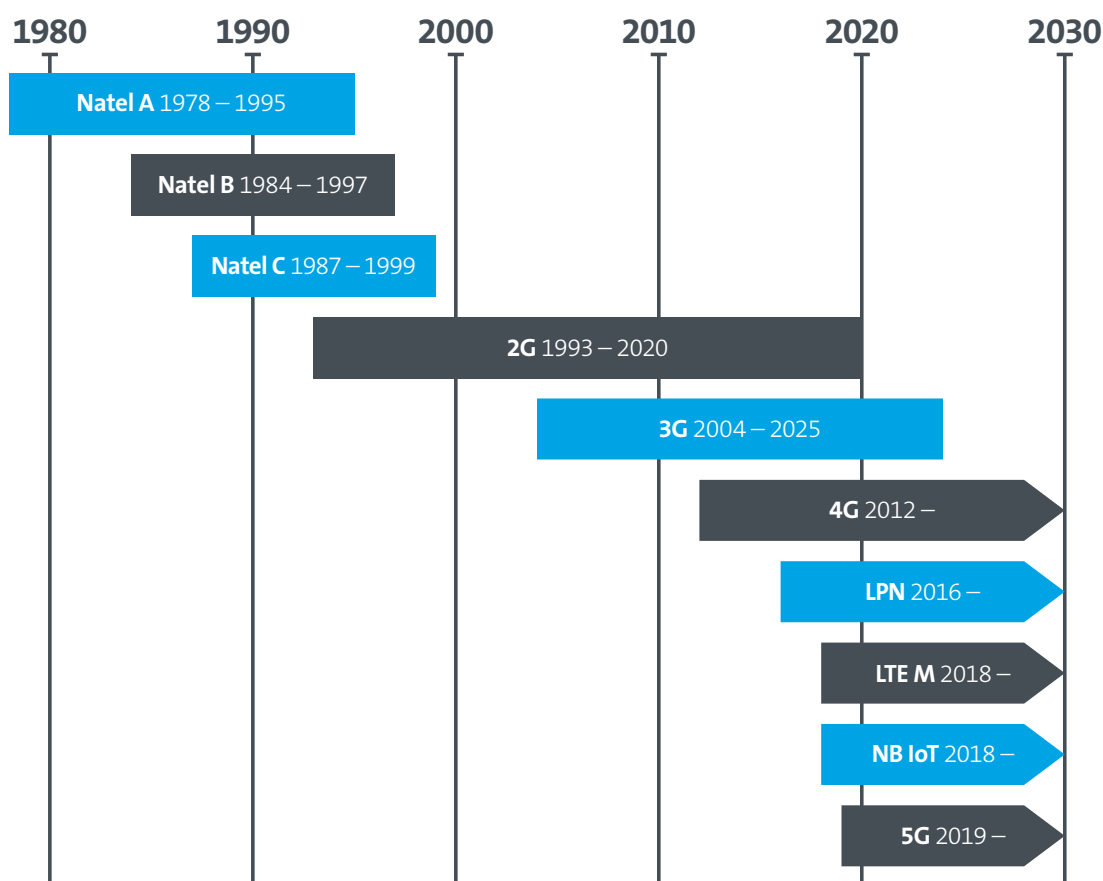 1980 1990 2000 2010 2020 2030
Natel A 1978 – 1995
Natel B 1984 – 1997
Natel C 1987 – 1999
2G 1993 – 2020
3G 2004 – 2025
4G 2012 –
LPN 2016 –
LTE M 2018 –
NB IoT 2018 –
5G 2019 –